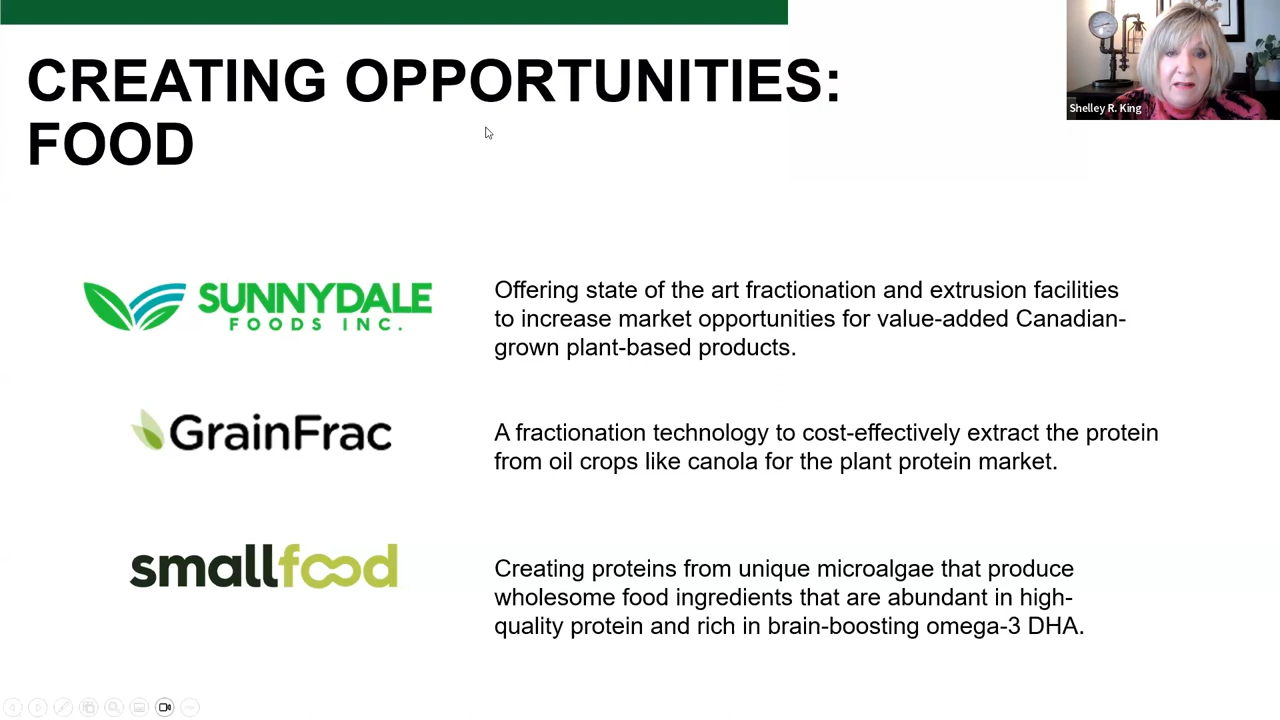 CREATING OPPORTUNITIES:
FOOD
Shelley R. King
SUNNYDALE
FOODS INC.
Offering state of the art fractionation and extrusion facilities
to increase market opportunities for value-added Canadian-
grown plant-based products.
GrainFrac
A fractionation technology to cost-effectively extract the protein
from oil crops like canola for the plant protein market.
smallfood
Creating proteins from unique microalgae that produce
wholesome food ingredients that are abundant in high-
quality protein and rich in brain-boosting omega-3 DHA.